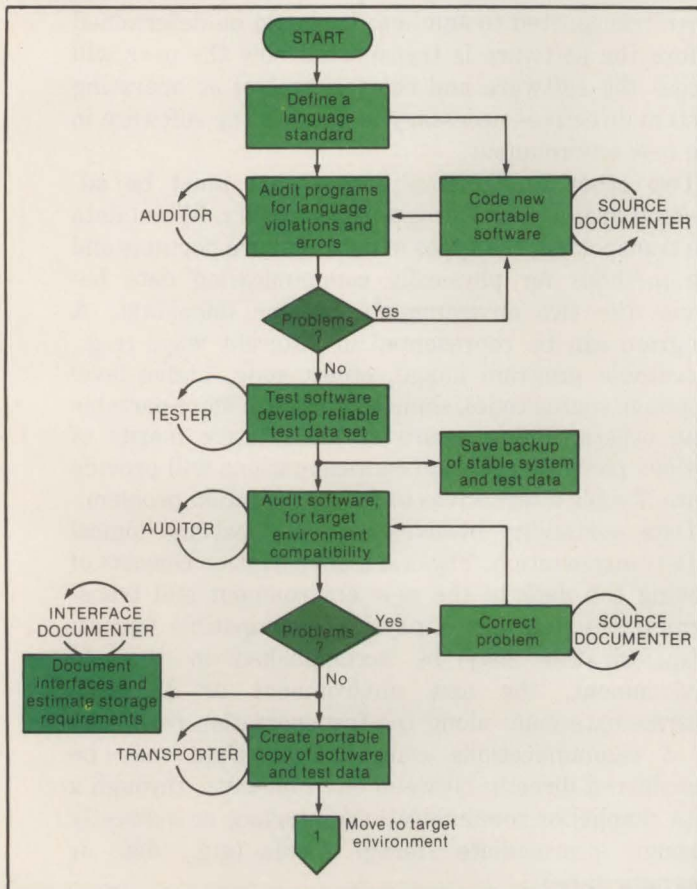 START
Define a
language
standard
AUDITOR
Audit programs
for language
violations and
errors
Code new
portable
software
SOURCE
DOCUMENTER
Problems
?
Yes
No
TESTER
Test software
develop reliable
test data set
Save backup
of stable system
and test data
AUDITOR
Audit software,
for target
environment
compatibility
INTERFACE
DOCUMENTER
Problems
?
Yes
Correct
problem
SOURCE
DOCUMENTER
No
Document
interfaces and
estimate storage
requirements
TRANSPORTER
Create portable
copy of software
and test data
1
Move to target
environment